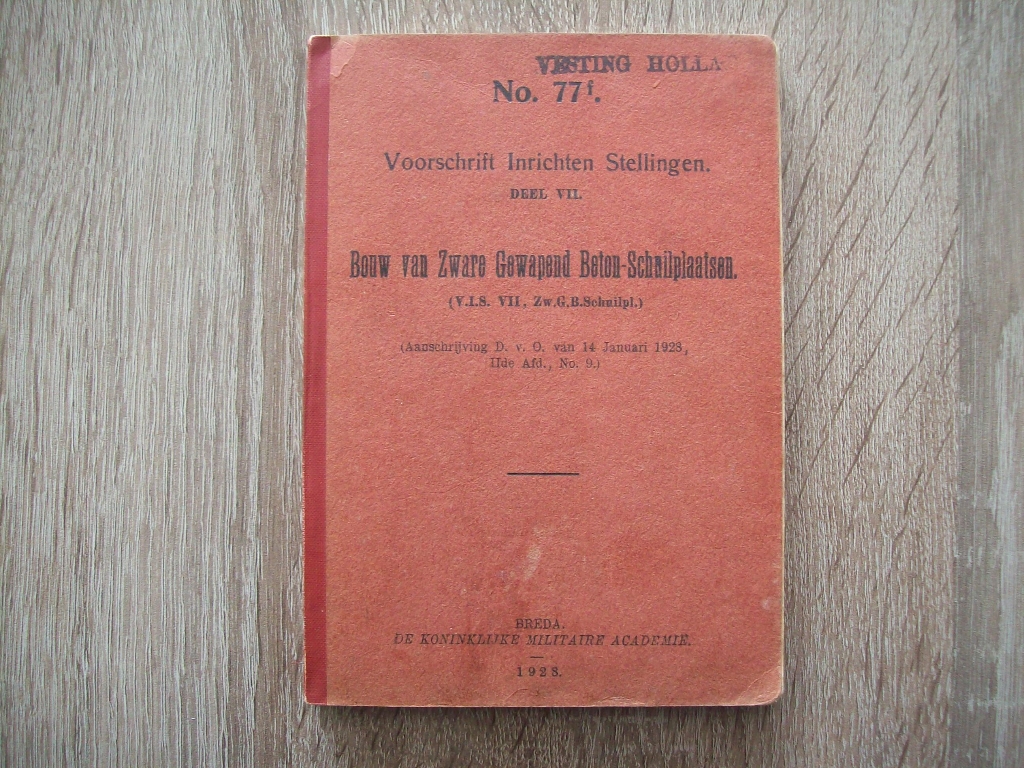 VESTING HOLLA
No. 77f.
Voorschrift Inrichten Stellingen.
DEEL VII.
Bouw van Zware Gewapend Beton-Schuilplaatsen.
(V.I.S. VII, Zw.G.B.Schuilpl.)
(Aanschrijving D. v. O. van 14 Januari 1928,
IIde Afd., No. 9.)
BREDA.
DE KONINKLIJKE MILITAIRE ACADEMIE.
1928.